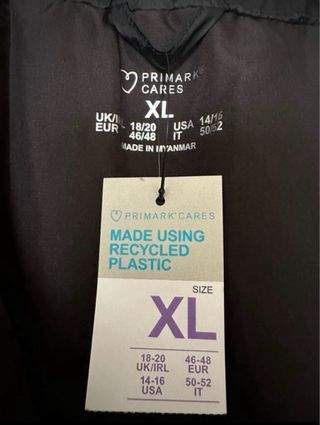 PRIMARK
CARES
XL
UK/IRL 18/20 USA 14/16
EUR 46/48 IT 50/52
MADE IN MYANMAR
PRIMARK CARES
MADE USING
RECYCLED
PLASTIC
SIZE
XL
18-20 46-48
UK/IRL EUR
14-16 50-52
USA IT